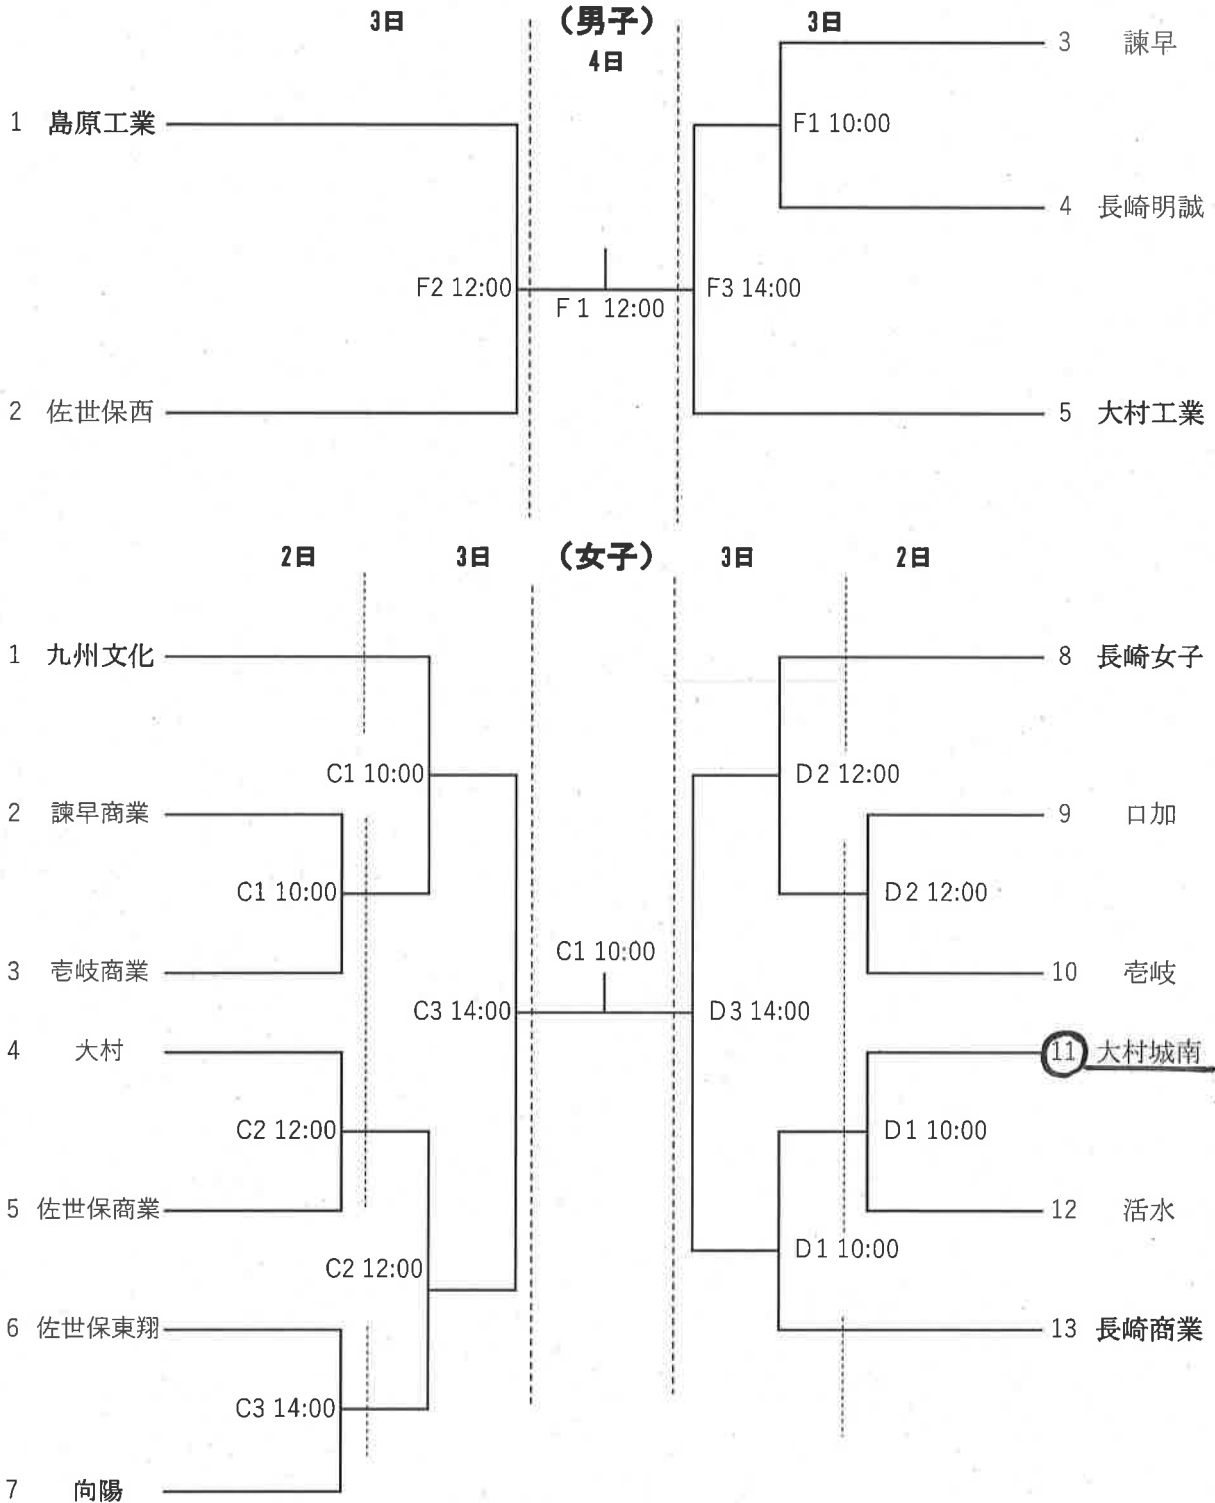 3日 (男子) 3日
4日
3 諫早
1 島原工業
F1 10:00
4 長崎明誠
F2 12:00
F1 12:00
F3 14:00
2 佐世保西
5 大村工業
2日 3日 (女子) 3日 2日
1 九州文化
8 長崎女子
C1 10:00
D2 12:00
2 諫早商業
9 口加
C1 10:00
D2 12:00
C1 10:00
3 壱岐商業
10 壱岐
C3 14:00
D3 14:00
4 大村
11 大村城南
C2 12:00
D1 10:00
5 佐世保商業
12 活水
C2 12:00
D1 10:00
6 佐世保東翔
13 長崎商業
C3 14:00
7 向陽